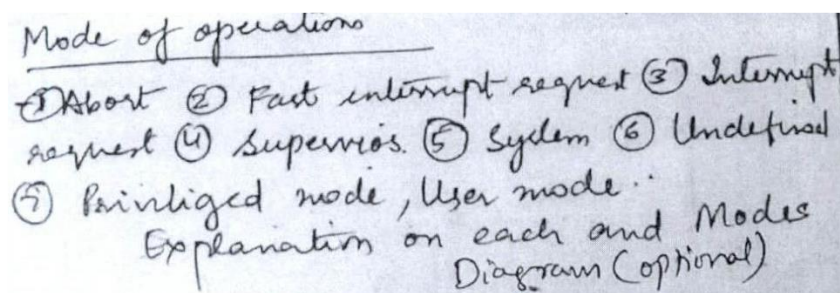 Mode of operations
① Abort ② Fast interrupt request ③ Interrupt
request ④ Supervios. ⑤ System ⑥ Undefined
⑦ Privliged mode, User mode..
Explanation on each and Modes
Diagram (optional)